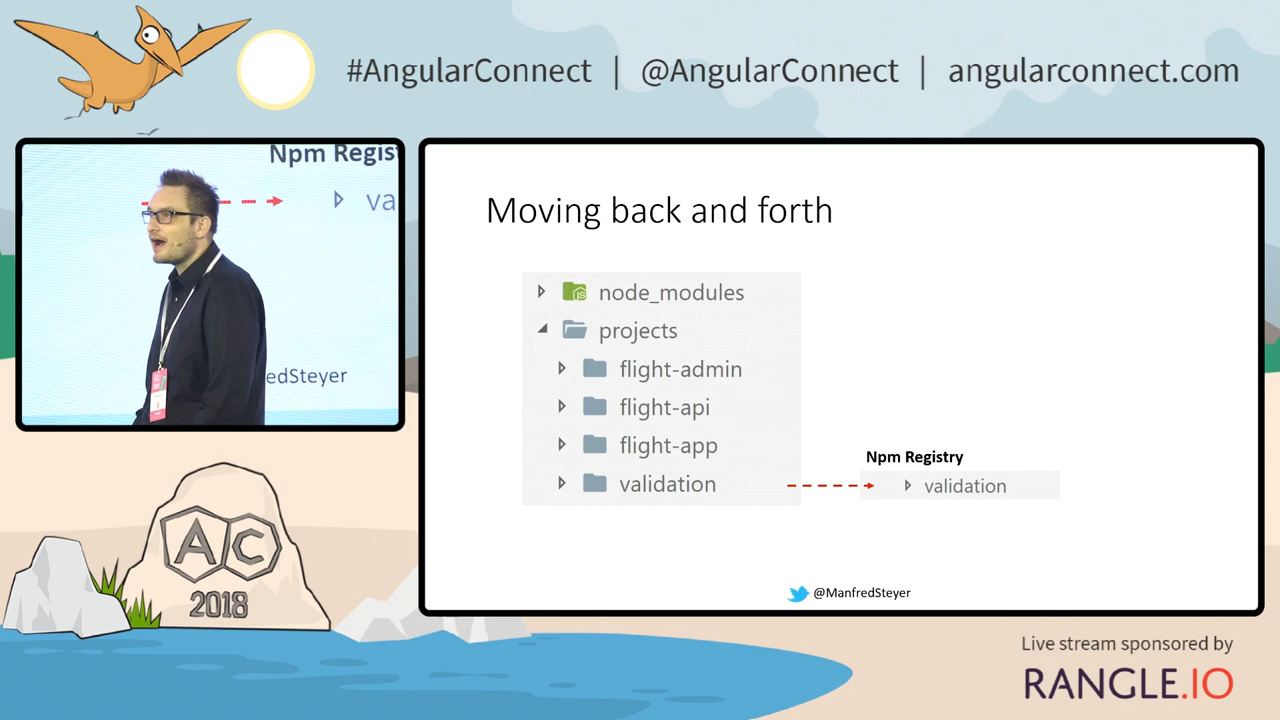 #AngularConnect | @AngularConnect | angularconnect.com
Npm Regis
va
edSteyer
Moving back and forth
node_modules
projects
flight-admin
flight-api
flight-app
validation
Npm Registry
validation
@ManfredSteyer
AC
2018
Live stream sponsored by
RANGLE.IO